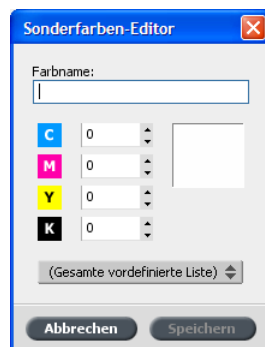 Sonderfarben-Editor
Farbname:
C 0
M 0
Y 0
K 0
(Gesamte vordefinierte Liste)
Abbrechen Speichern